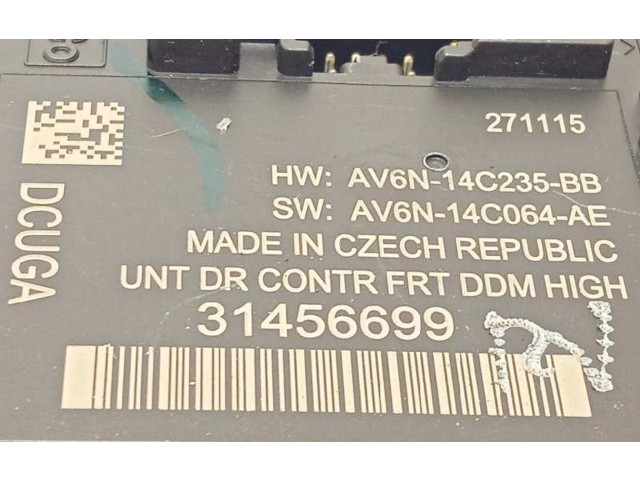 271115
HW: AV6N-14C235-BB
SW: AV6N-14C064-AE
MADE IN CZECH REPUBLIC
UNT DR CONTR FRT DDM HIGH
31456699
DCUGA